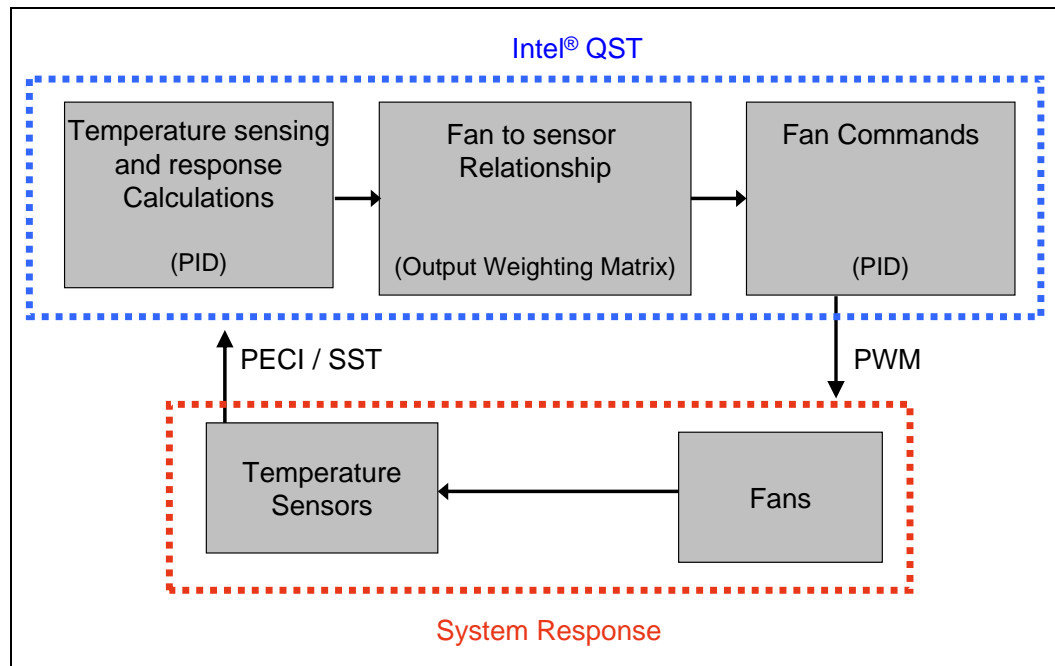 Intel® QST
Temperature sensing
and response
Calculations
(PID)
Fan to sensor
Relationship
(Output Weighting Matrix)
Fan Commands
(PID)
PECI / SST
PWM
Temperature
Sensors
Fans
System Response